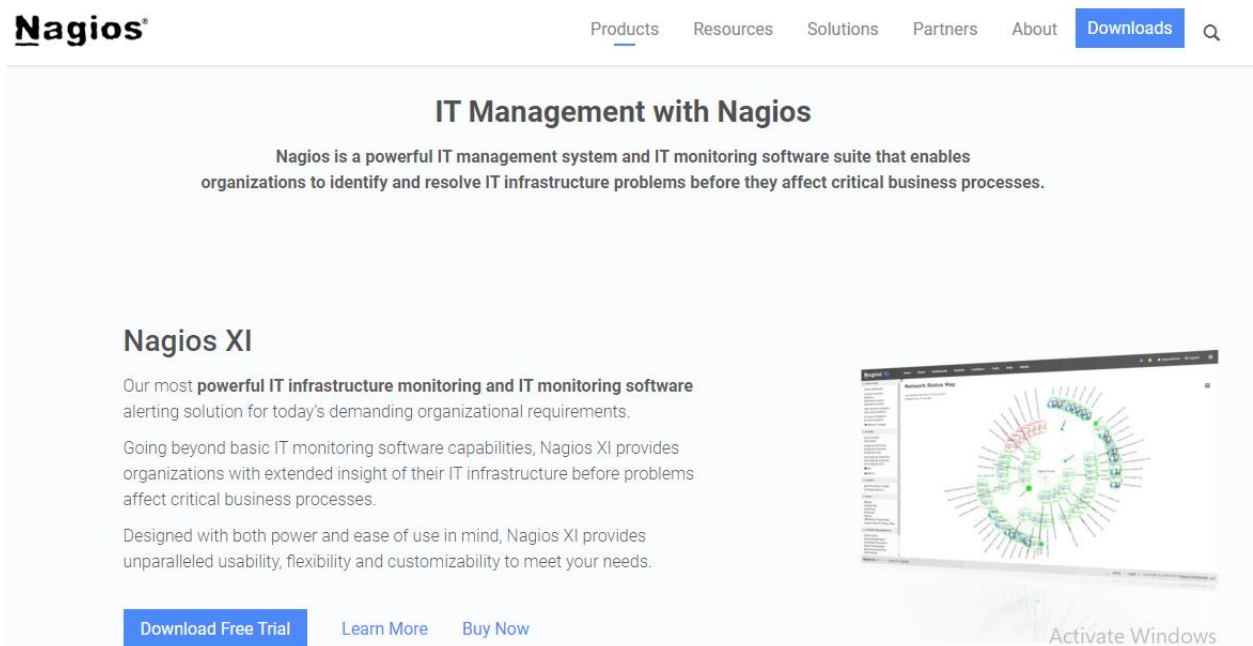 Nagios®
Products Resources Solutions Partners About Downloads
IT Management with Nagios
Nagios is a powerful IT management system and IT monitoring software suite that enables
organizations to identify and resolve IT infrastructure problems before they affect critical business processes.
Nagios XI
Our most powerful IT infrastructure monitoring and IT monitoring software
alerting solution for today's demanding organizational requirements.
Going beyond basic IT monitoring software capabilities, Nagios XI provides
organizations with extended insight of their IT infrastructure before problems
affect critical business processes.
Designed with both power and ease of use in mind, Nagios XI provides
unparalleled usability, flexibility and customizability to meet your needs.
Nagios XI
Network Status Map
Download Free Trial Learn More Buy Now
Activate Windows